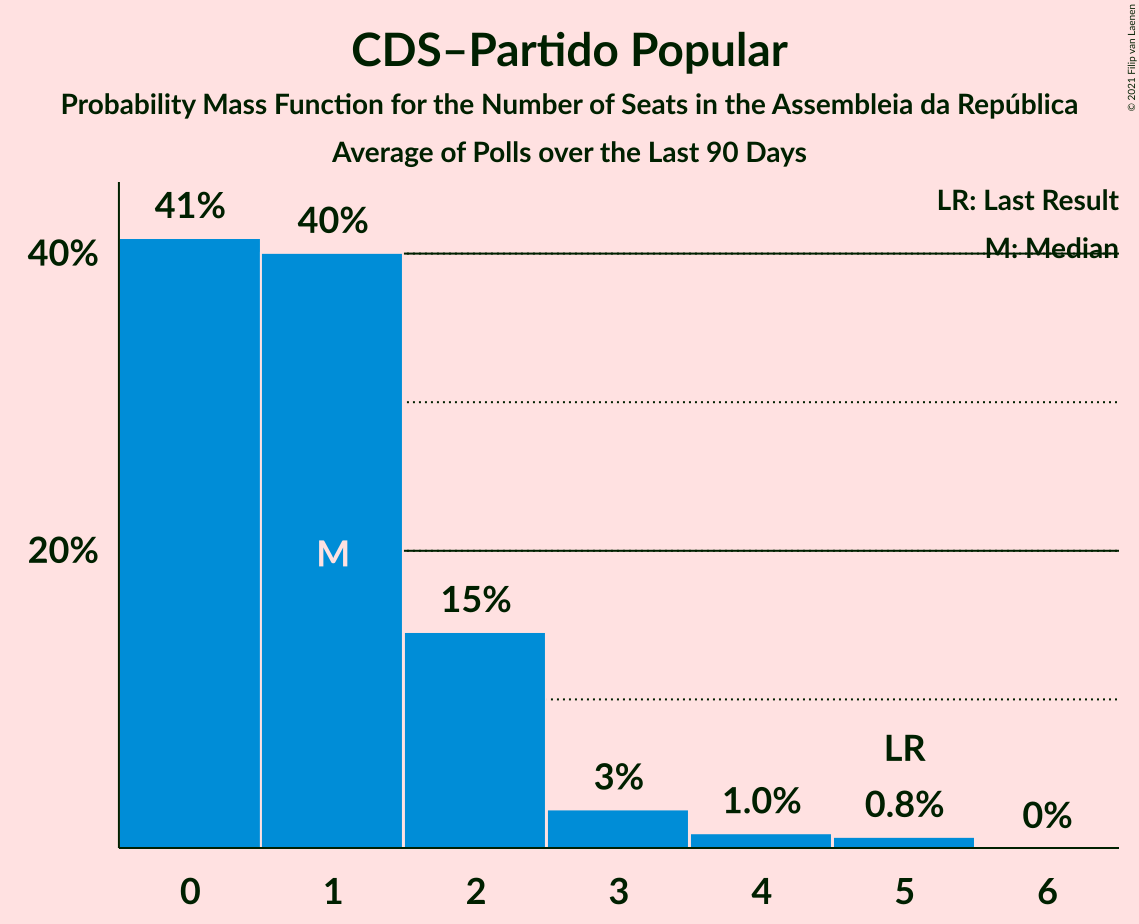 CDS–Partido Popular
Probability Mass Function for the Number of Seats in the Assembleia da República
Average of Polls over the Last 90 Days
© 2021 Filip van Laenen
LR: Last Result
M: Median
41%
40%
40%
M
20%
15%
LR
3%
1.0%
0.8%
0%
0 1 2 3 4 5 6